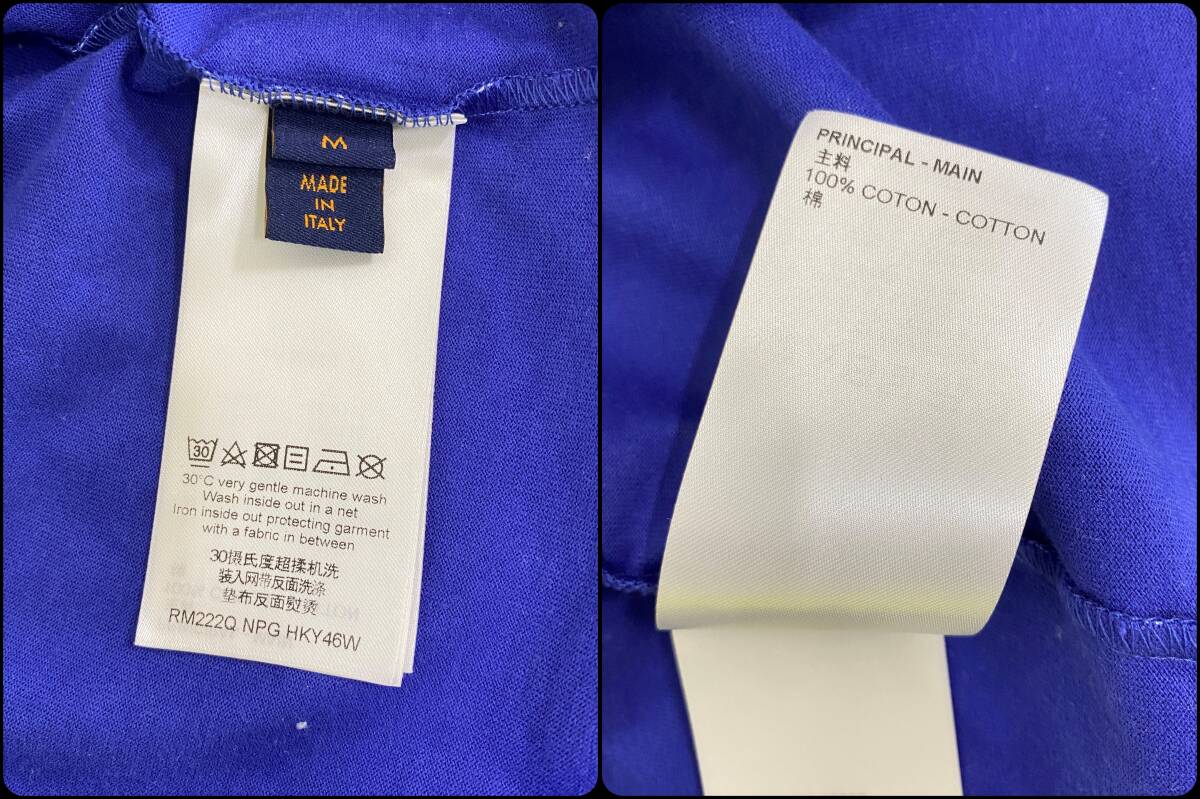 M
MADE
IN
ITALY
30
30°C very gentle machine wash
Wash inside out in a net
Iron inside out protecting garment
with a fabric in between
30摄氏度超揉机洗
装入网带反面洗涤
垫布反面熨烫
RM222Q NPG HKY46W
PRINCIPAL - MAIN
主料
100% COTON - COTTON
棉